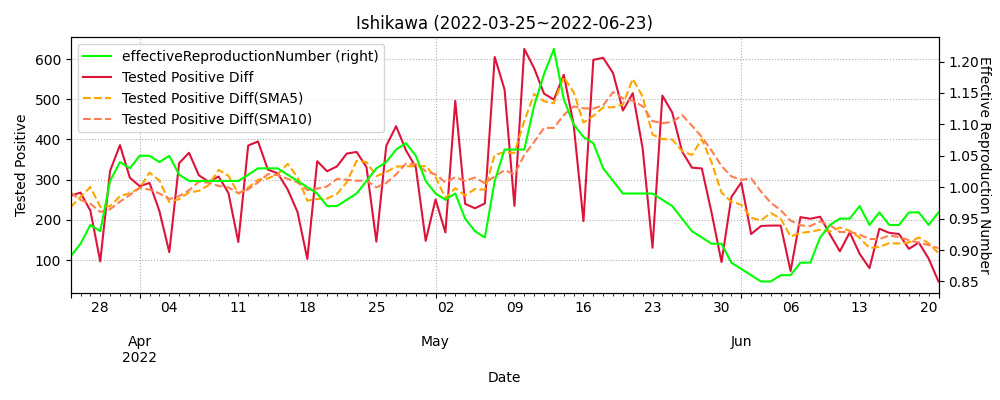 Ishikawa (2022-03-25~2022-06-23)
effectiveReproductionNumber (right)
Tested Positive Diff
Tested Positive Diff(SMA5)
Tested Positive Diff(SMA10)
Tested Positive
600
500
400
300
200
100
1.20
1.15
1.10
1.05
1.00
0.95
0.90
0.85
Effective Reproduction Number
28 04 11 18 25 02 09 16 23 30 06 13 20
Apr May Jun
2022
Date